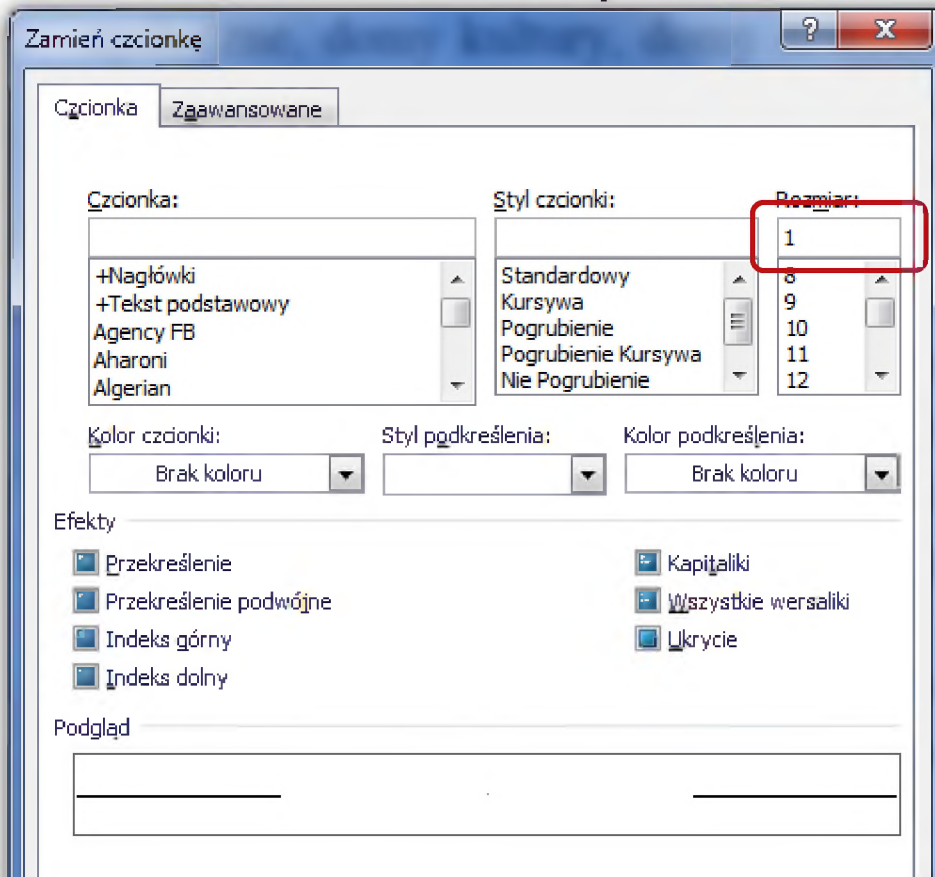 Zamień czcionkę
?
X
Czcionka
Zaawansowane
Czcionka:
Styl czcionki:
Rozmiar:
1
+Nagłówki
+Tekst podstawowy
Agency FB
Aharoni
Algerian
Standardowy
Kursywa
Pogrubienie
Pogrubienie Kursywa
Nie Pogrubienie
8
9
10
11
12
Kolor czcionki:
Styl podkreślenia:
Kolor podkreślenia:
Brak koloru
Brak koloru
Efekty
Przekreślenie
Przekreślenie podwójne
Indeks górny
Indeks dolny
Kapitaliki
Wszystkie wersaliki
Ukrycie
Podgląd